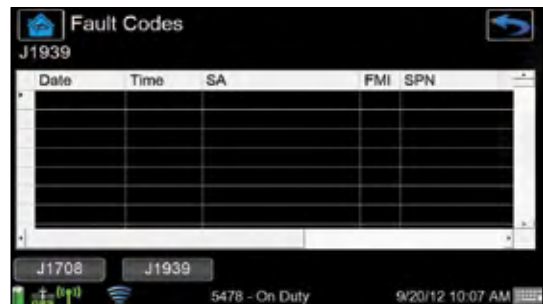 Fault Codes
J1939
Date Time SA FMI SPN
J1708 J1939
5478 - On Duty 9/20/12 10:07 AM